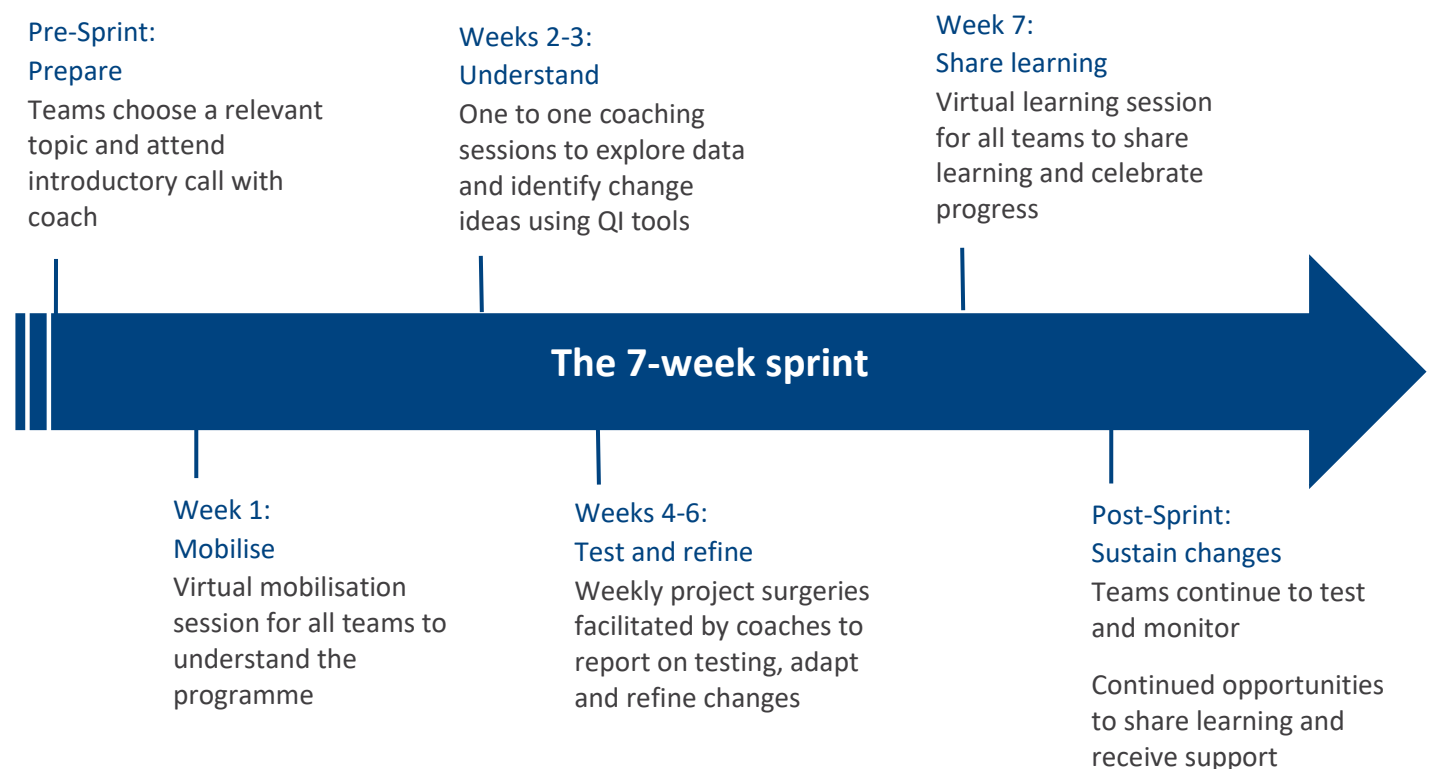 Pre-Sprint:
Prepare
Teams choose a relevant
topic and attend
introductory call with
coach
Weeks 2-3:
Understand
One to one coaching
sessions to explore data
and identify change
ideas using QI tools
Week 7:
Share learning
Virtual learning session
for all teams to share
learning and celebrate
progress
The 7-week sprint
Week 1:
Mobilise
Virtual mobilisation
session for all teams to
understand the
programme
Weeks 4-6:
Test and refine
Weekly project surgeries
facilitated by coaches to
report on testing, adapt
and refine changes
Post-Sprint:
Sustain changes
Teams continue to test
and monitor
Continued opportunities
to share learning and
receive support